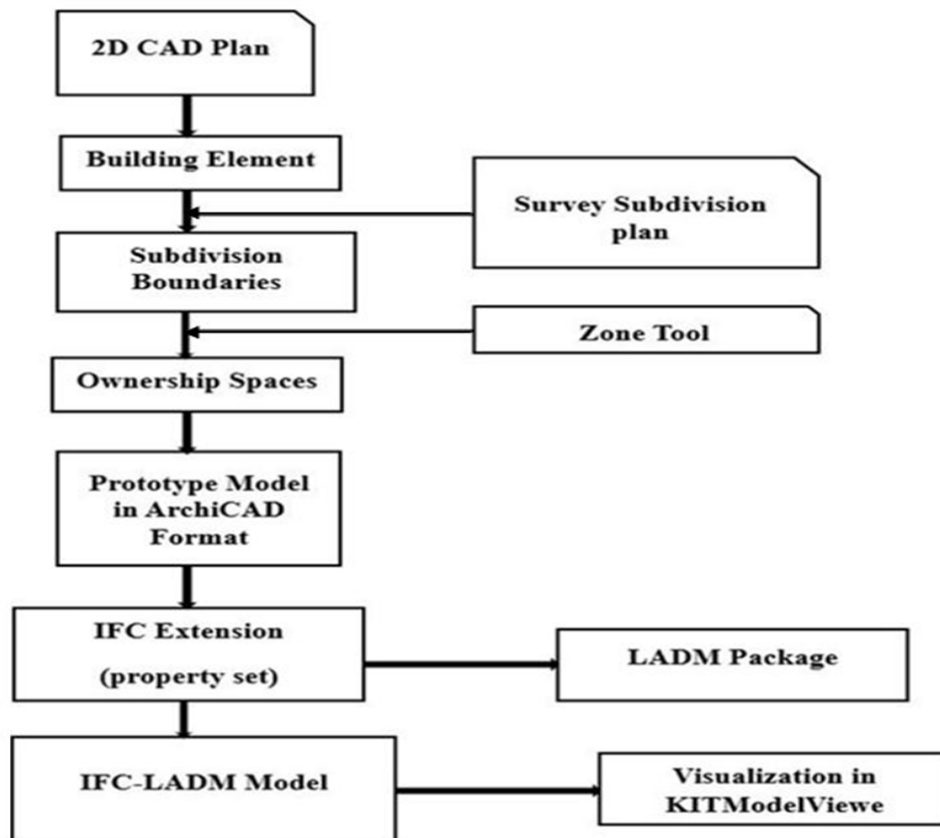 2D CAD Plan
Building Element
Survey Subdivision
plan
Subdivision
Boundaries
Zone Tool
Ownership Spaces
Prototype Model
in ArchiCAD
Format
IFC Extension
(property set)
LADM Package
IFC-LADM Model
Visualization in
KITModelViewe